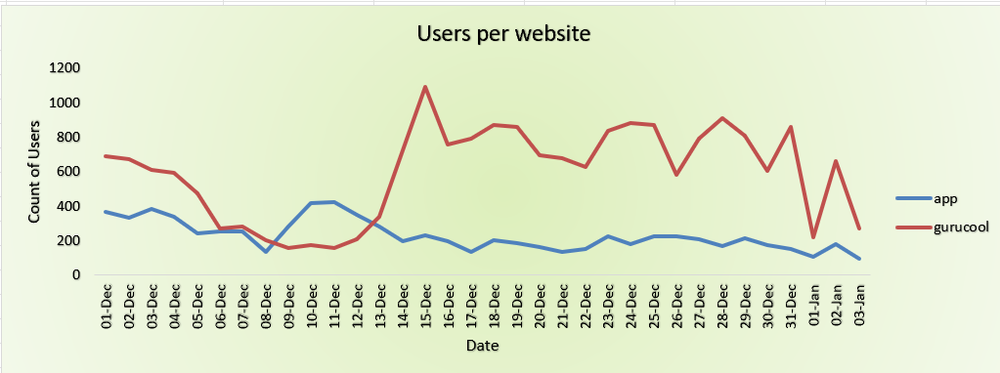 Users per website
1200
1000
800
600
400
200
0
Count of Users
01-Dec
02-Dec
03-Dec
04-Dec
05-Dec
06-Dec
07-Dec
08-Dec
09-Dec
10-Dec
11-Dec
12-Dec
13-Dec
14-Dec
15-Dec
16-Dec
17-Dec
18-Dec
19-Dec
20-Dec
21-Dec
22-Dec
23-Dec
24-Dec
25-Dec
26-Dec
27-Dec
28-Dec
29-Dec
30-Dec
31-Dec
01-Jan
02-Jan
03-Jan
Date
app
gurucool